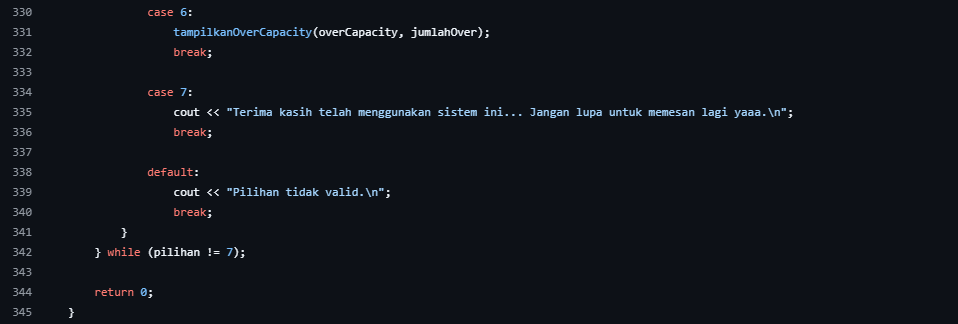 330                 case 6:
331                     tampilkanOverCapacity(overCapacity, jumlahOver);
332                     break;
333
334                 case 7:
335                     cout << "Terima kasih telah menggunakan sistem ini... Jangan lupa untuk memesan lagi yaaa.\n";
336                     break;
337
338                 default:
339                     cout << "Pilihan tidak valid.\n";
340                     break;
341             }
342         } while (pilihan != 7);
343
344         return 0;
345     }